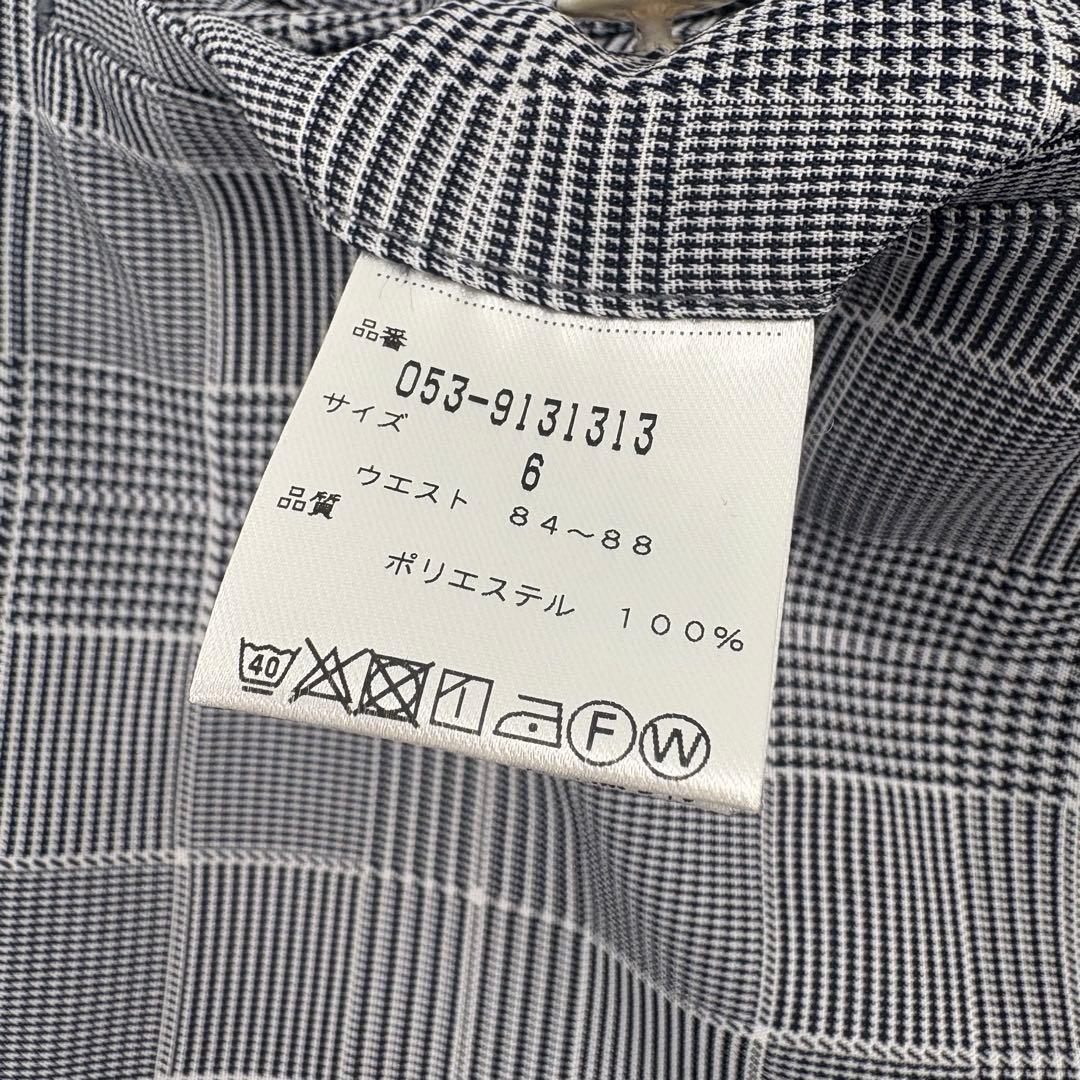 品番
053-9131313
サイズ
6
ウエスト 84～88
品質
ポリエステル 100%
40 F W